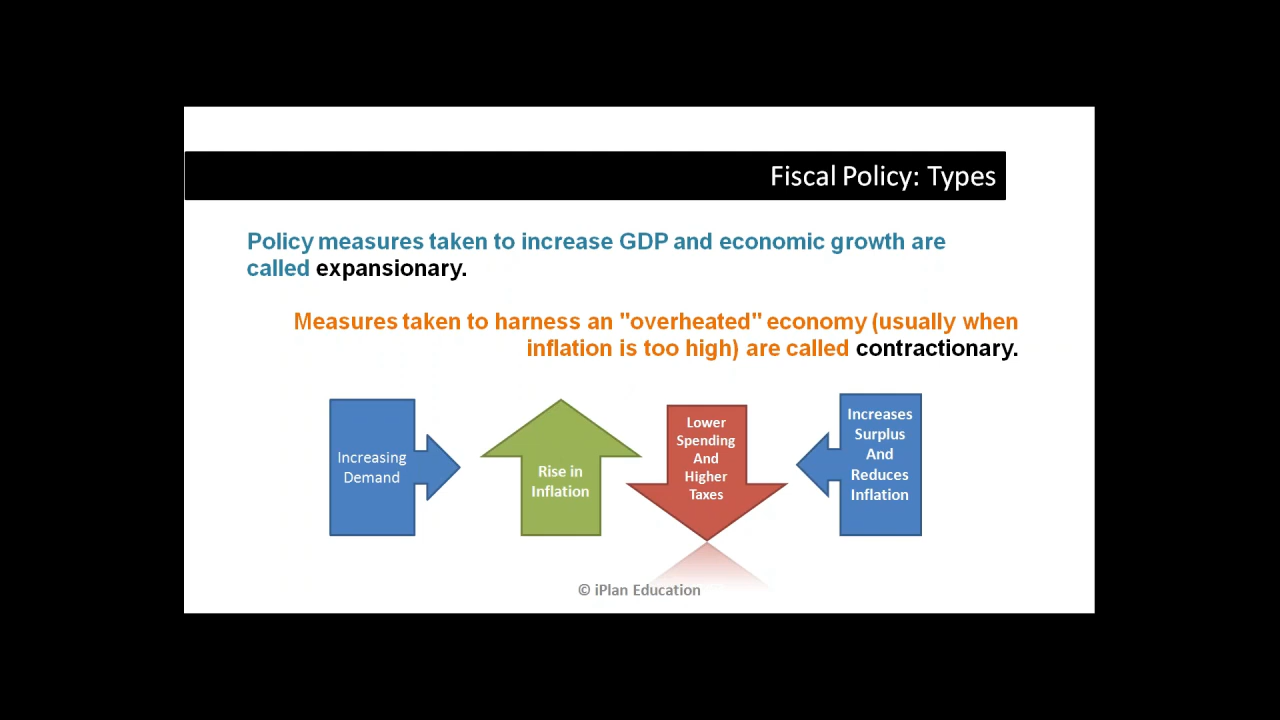 Fiscal Policy: Types
Policy measures taken to increase GDP and economic growth are
called expansionary.
Measures taken to harness an "overheated" economy (usually when
inflation is too high) are called contractionary.
Increasing
Demand
Rise in
Inflation
Lower
Spending
And
Higher
Taxes
Increases
Surplus
And
Reduces
Inflation
© iPlan Education